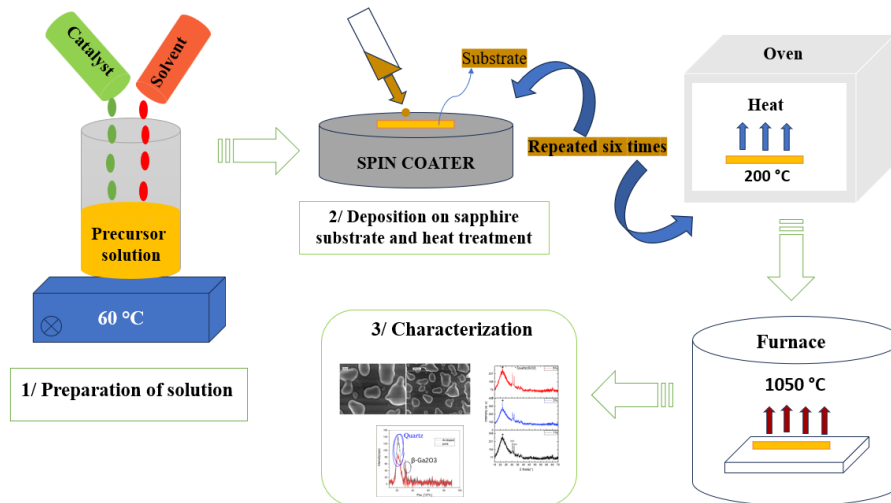 Catalyst
Solvent
Precursor
solution
60 °C
1/ Preparation of solution
Substrate
SPIN COATER
2/ Deposition on sapphire
substrate and heat treatment
Repeated six times
Oven
Heat
200 °C
Furnace
1050 °C
3/ Characterization
Quartz
β-Ga2O3